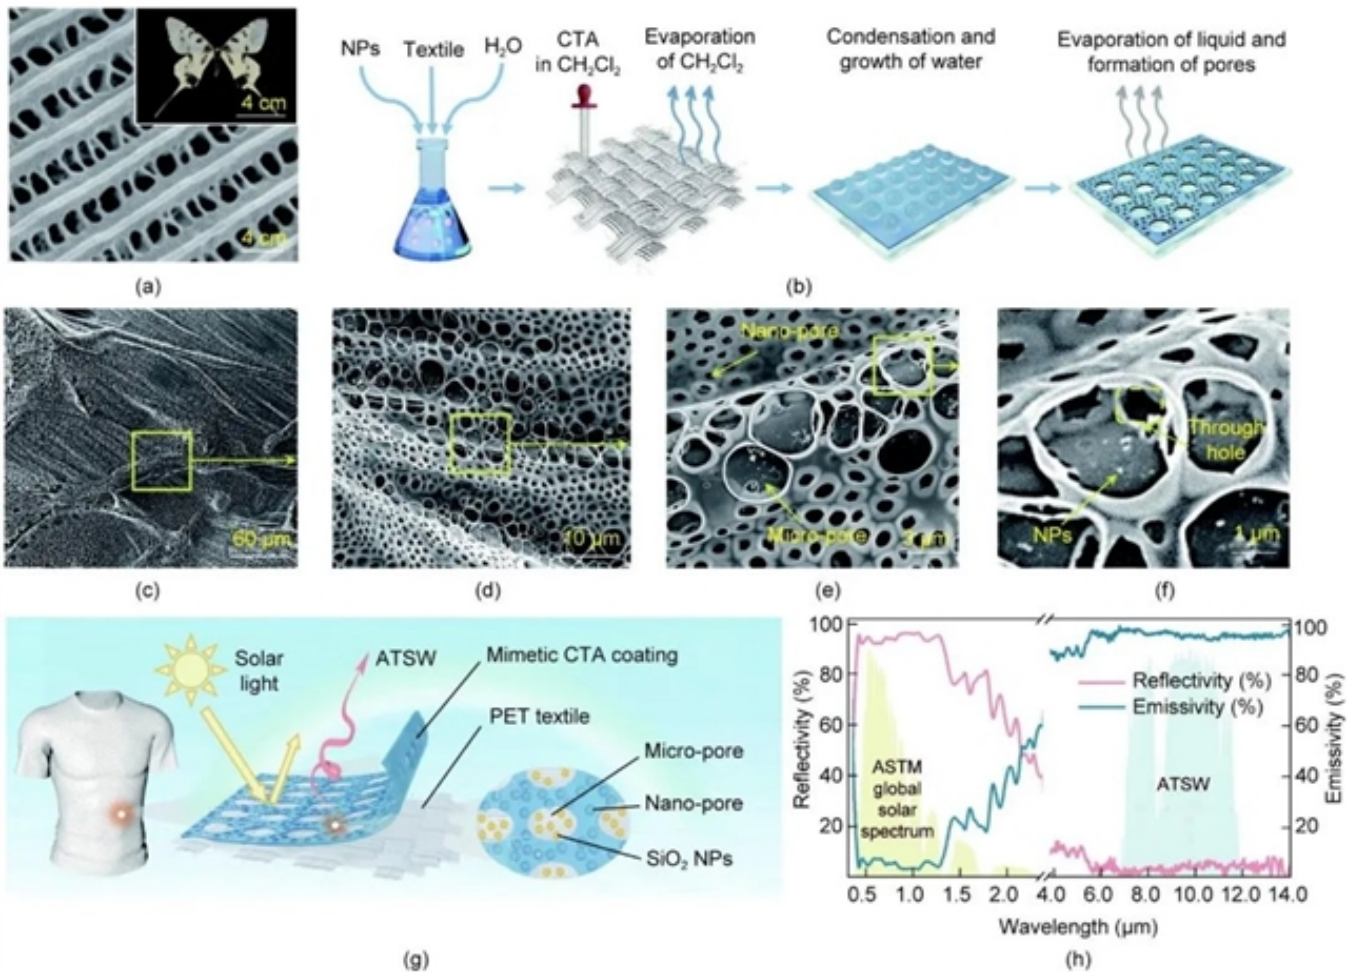 4 cm
4 cm
(a)
NPs
Textile
H₂O
CTA
in CH₂Cl₂
Evaporation
of CH₂Cl₂
Condensation and
growth of water
Evaporation of liquid and
formation of pores
(b)
60 μm
(c)
10 μm
(d)
Nano-pore
Micro-pore
(e)
Through
hole
NPs
1 μm
(f)
Solar
light
ATSW
Mimetic CTA coating
PET textile
Micro-pore
Nano-pore
SiO₂ NPs
(g)
100
80
60
40
20
Reflectivity (%)
ASTM
global
solar
spectrum
Reflectivity (%)
Emissivity (%)
ATSW
100
80
60
40
20
Emissivity (%)
0.5 1.0 1.5 2.0 4.0 6.0 8.0 10.0 12.0 14.0
Wavelength (μm)
(h)